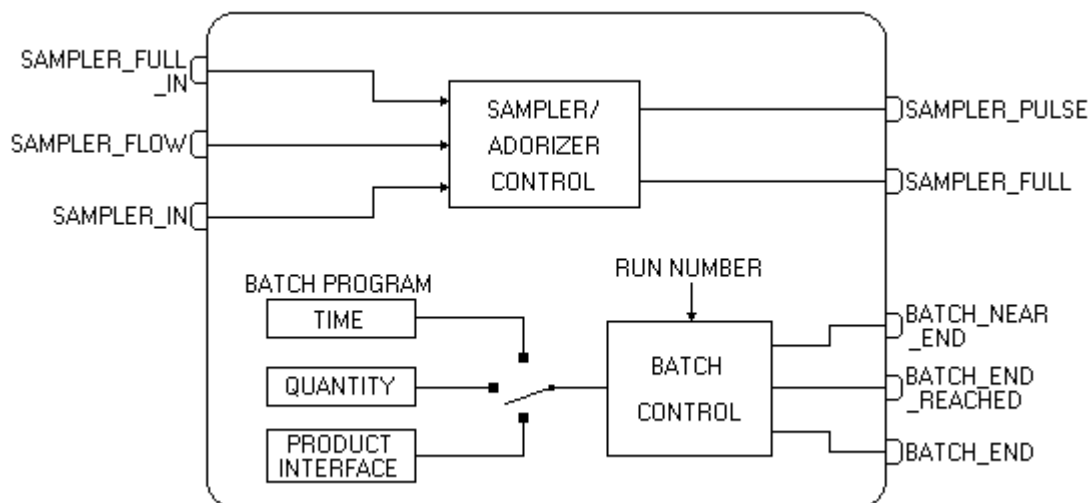 SAMPLER_FULL
_IN
SAMPLER_FLOW
SAMPLER_IN
SAMPLER/
ADORIZER
CONTROL
SAMPLER_PULSE
SAMPLER_FULL
BATCH PROGRAM
TIME
QUANTITY
PRODUCT
INTERFACE
RUN NUMBER
BATCH
CONTROL
BATCH_NEAR
_END
BATCH_END
_REACHED
BATCH_END